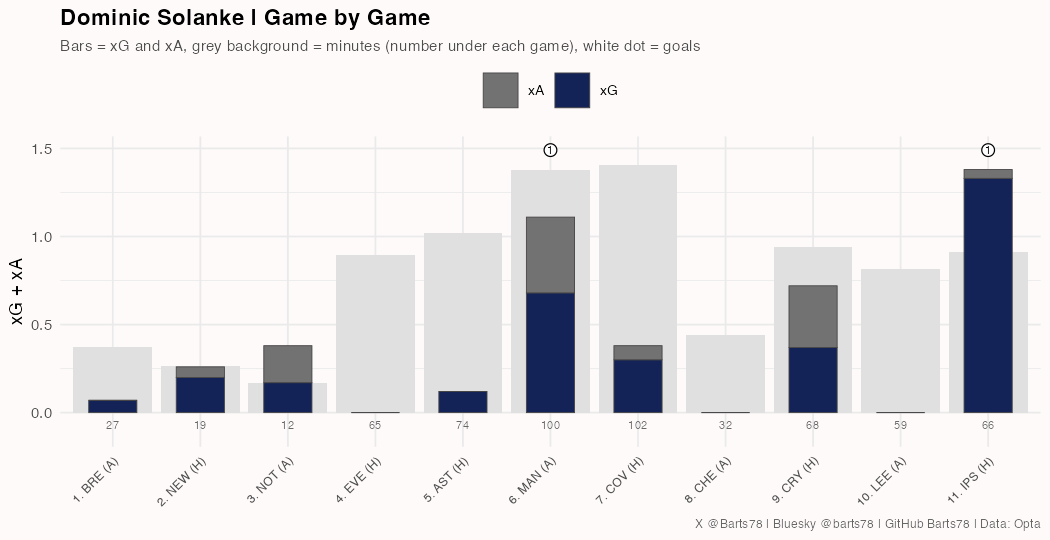 Dominic Solanke | Game by Game
Bars = xG and xA, grey background = minutes (number under each game), white dot = goals
xA xG
xG + xA
1.5
1.0
0.5
0.0
1 1
27 19 12 65 74 100 102 32 68 59 66
1. BRE (A) 2. NEW (H) 3. NOT (A) 4. EVE (H) 5. AST (H) 6. MAN (A) 7. COV (H) 8. CHE (A) 9. CRY (H) 10. LEE (A) 11. IPS (H)
X @Barts78 | Bluesky @barts78 | GitHub Barts78 | Data: Opta